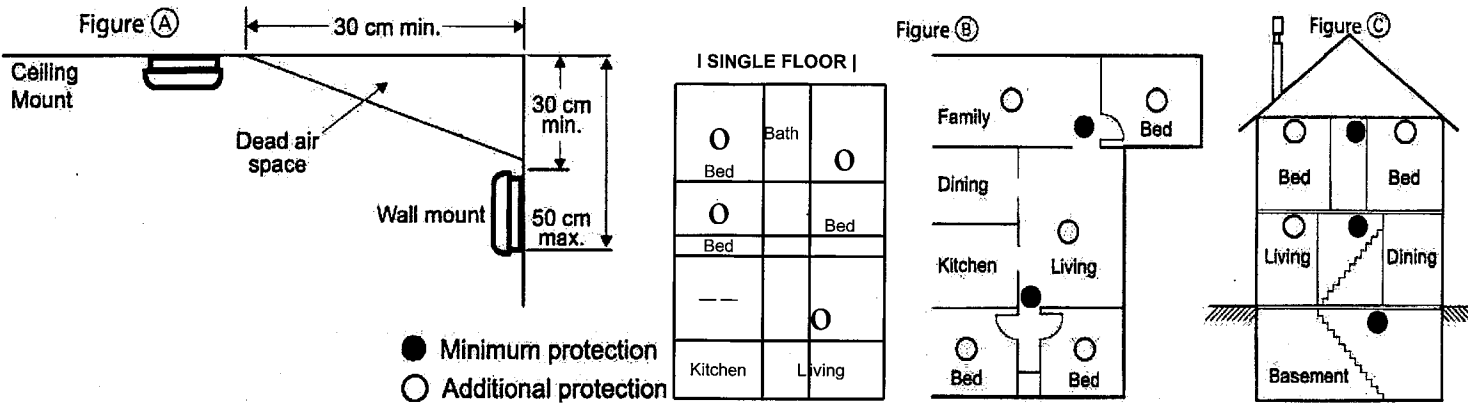 Figure Ⓐ
30 cm min.
Ceiling
Mount
Dead air
space
30 cm
min.
Wall mount
50 cm
max.
Minimum protection
Additional protection
| SINGLE FLOOR |
Bath
Bed
Bed
Bed
Kitchen
Living
Figure Ⓑ
Family
Bed
Dining
Kitchen
Living
Bed
Bed
Figure Ⓒ
Bed
Bed
Living
Dining
Basement